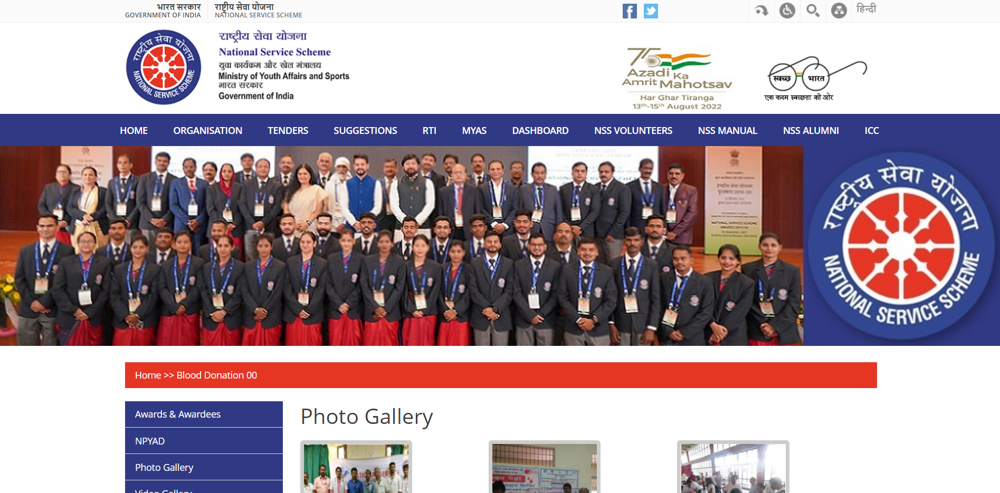 भारत सरकार
GOVERNMENT OF INDIA
राष्ट्रीय सेवा योजना
NATIONAL SERVICE SCHEME
हिन्दी
राष्ट्रीय सेवा योजना
NATIONAL SERVICE SCHEME
राष्ट्रीय सेवा योजना
National Service Scheme
युवा कार्यक्रम और खेल मंत्रालय
Ministry of Youth Affairs and Sports
भारत सरकार
Government of India
75
Azadi Ka
Amrit Mahotsav
Har Ghar Tiranga
13th-15th August 2022
स्वच्छ भारत
एक कदम स्वच्छता की ओर
HOME ORGANISATION TENDERS SUGGESTIONS RTI MYAS DASHBOARD NSS VOLUNTEERS NSS MANUAL NSS ALUMNI ICC
राष्ट्रीय सेवा योजना
NATIONAL SERVICE SCHEME
Home >> Blood Donation 00
Awards & Awardees
NPYAD
Photo Gallery
Video Gallery
Photo Gallery